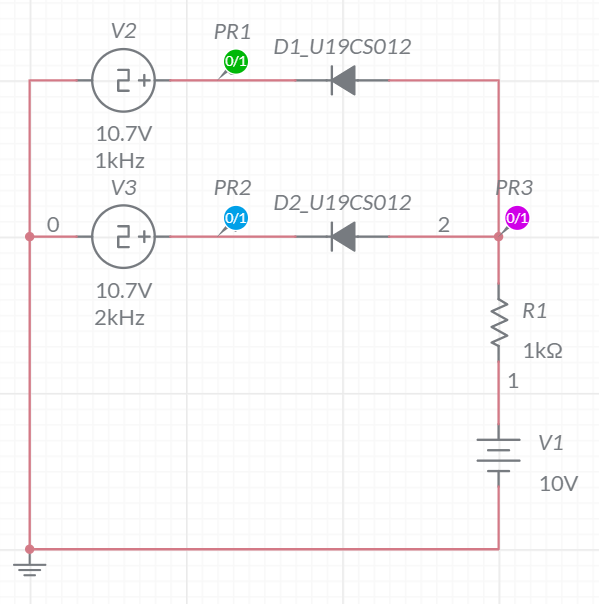 V2
PR1
D1_U19CS012
0/1
+
10.7V
1kHz
V3
PR2
D2_U19CS012
PR3
0
0/1
2
0/1
+
10.7V
2kHz
R1
1kΩ
1
V1
10V